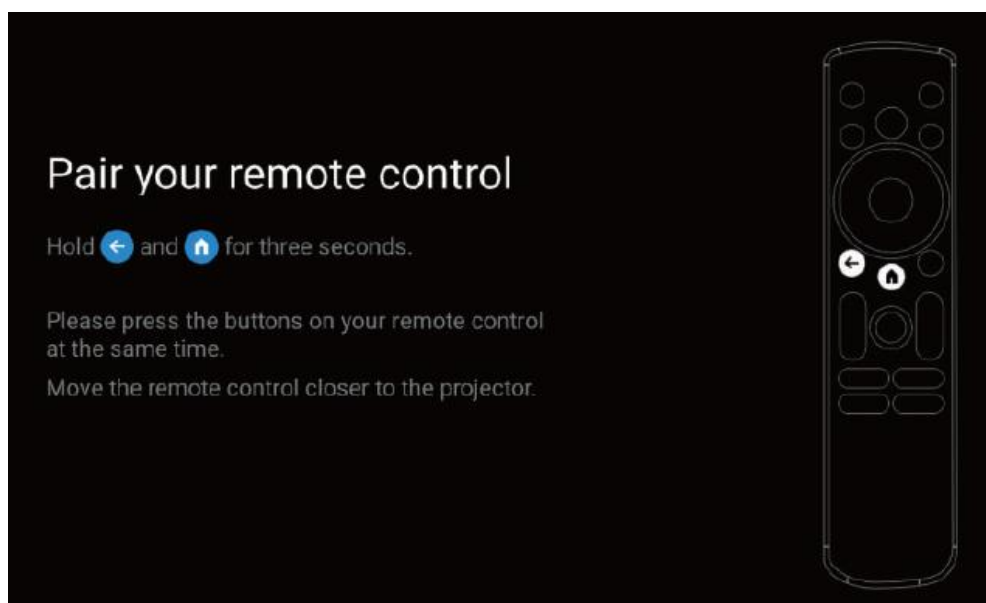 Pair your remote control
Hold and for three seconds.
Please press the buttons on your remote control
at the same time.
Move the remote control closer to the projector.